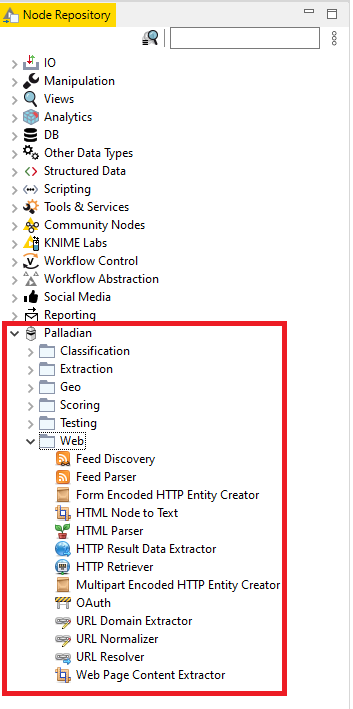 Node Repository
IO
Manipulation
Views
Analytics
DB
Other Data Types
Structured Data
Scripting
Tools & Services
Community Nodes
KNIME Labs
Workflow Control
Workflow Abstraction
Social Media
Reporting
Palladian
Classification
Extraction
Geo
Scoring
Testing
Web
Feed Discovery
Feed Parser
Form Encoded HTTP Entity Creator
HTML Node to Text
HTML Parser
HTTP Result Data Extractor
HTTP Retriever
Multipart Encoded HTTP Entity Creator
OAuth
URL Domain Extractor
URL Normalizer
URL Resolver
Web Page Content Extractor